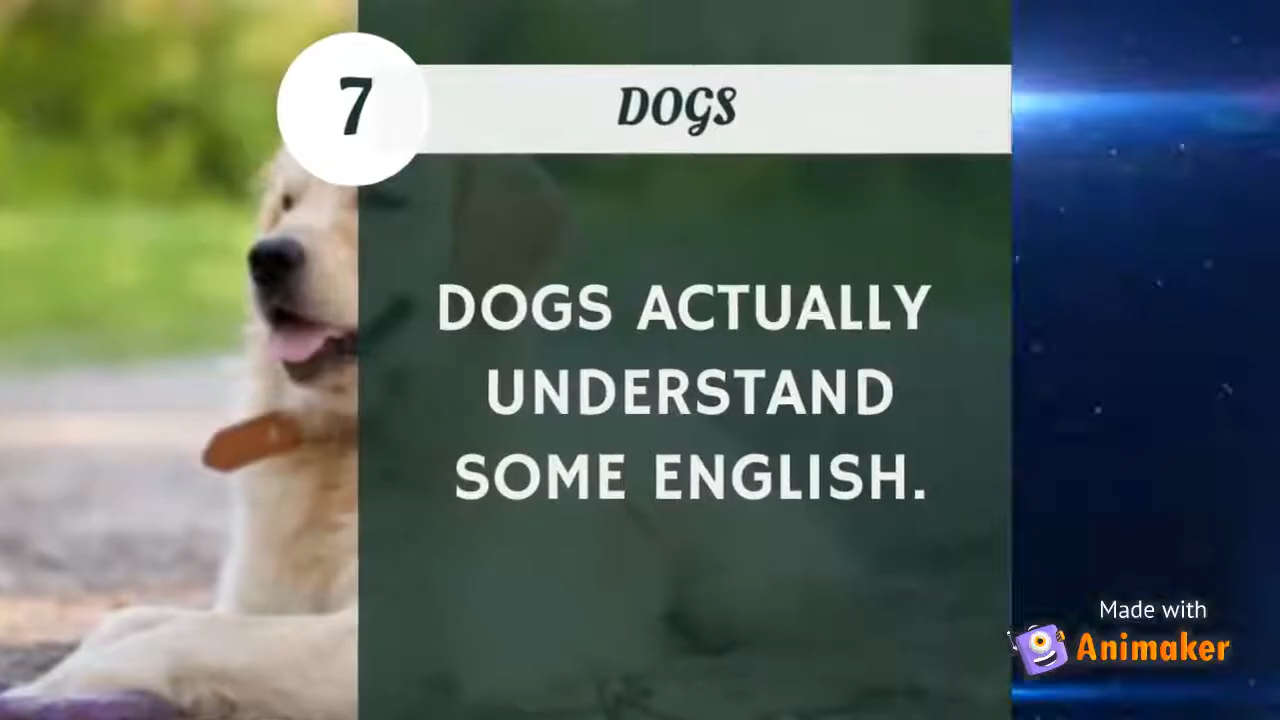 7
DOGS
DOGS ACTUALLY
UNDERSTAND
SOME ENGLISH.
Made with
Animaker